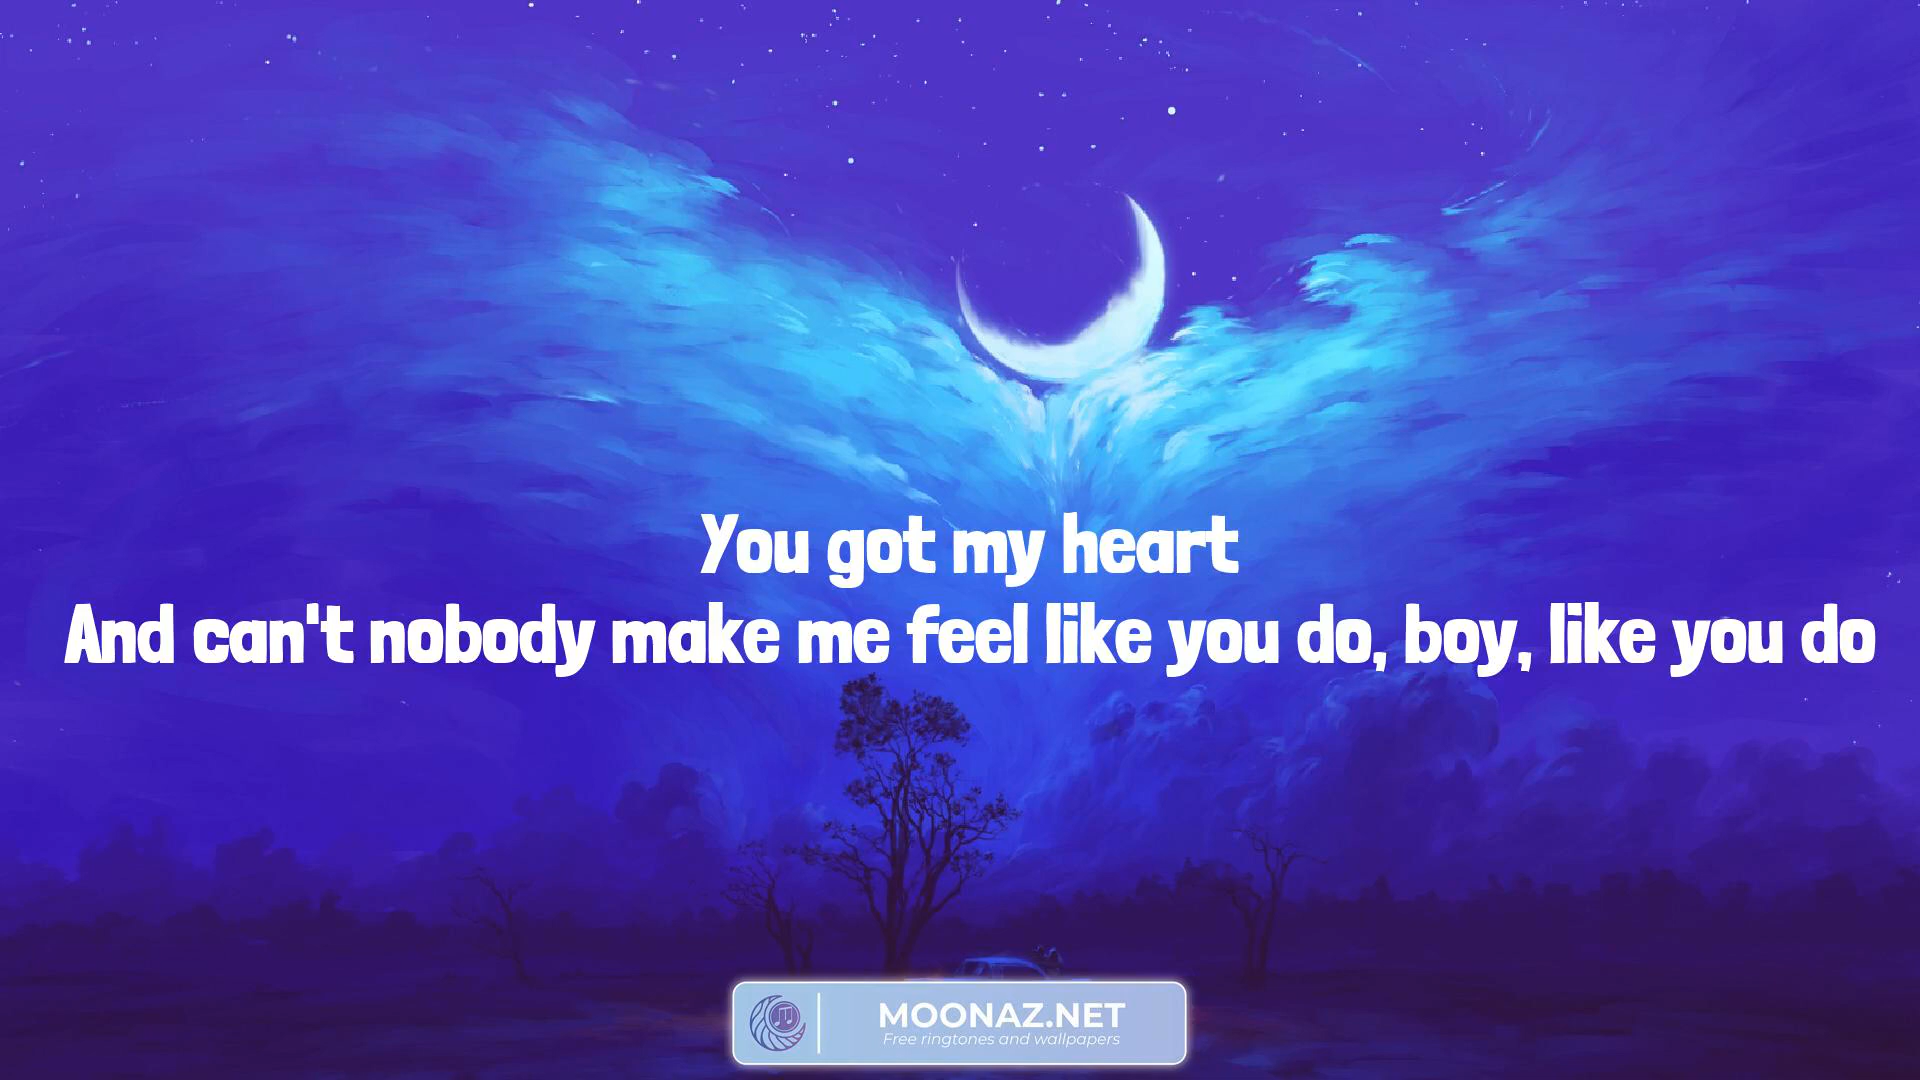 You got my heart
And can't nobody make me feel like you do, boy, like you do
MOONAZ.NET
Free ringtones and wallpapers